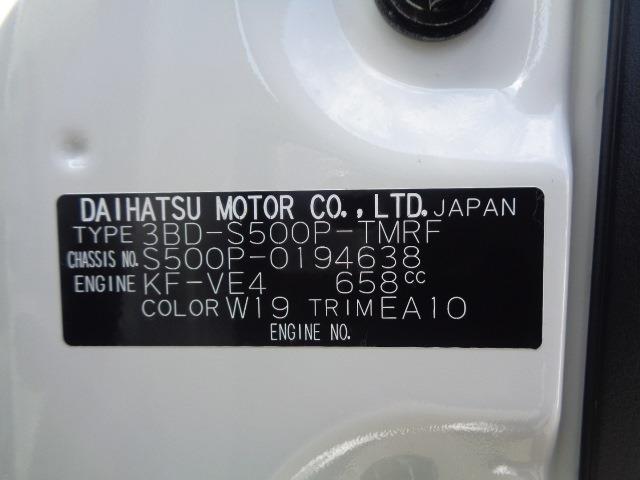 DAIHATSU MOTOR CO., LTD. JAPAN
TYPE 3BD-S500P-TMRF
CHASSIS NO. S500P-0194638
ENGINE KF-VE4 658cc
COLOR W19 TRIM EA10
ENGINE NO.